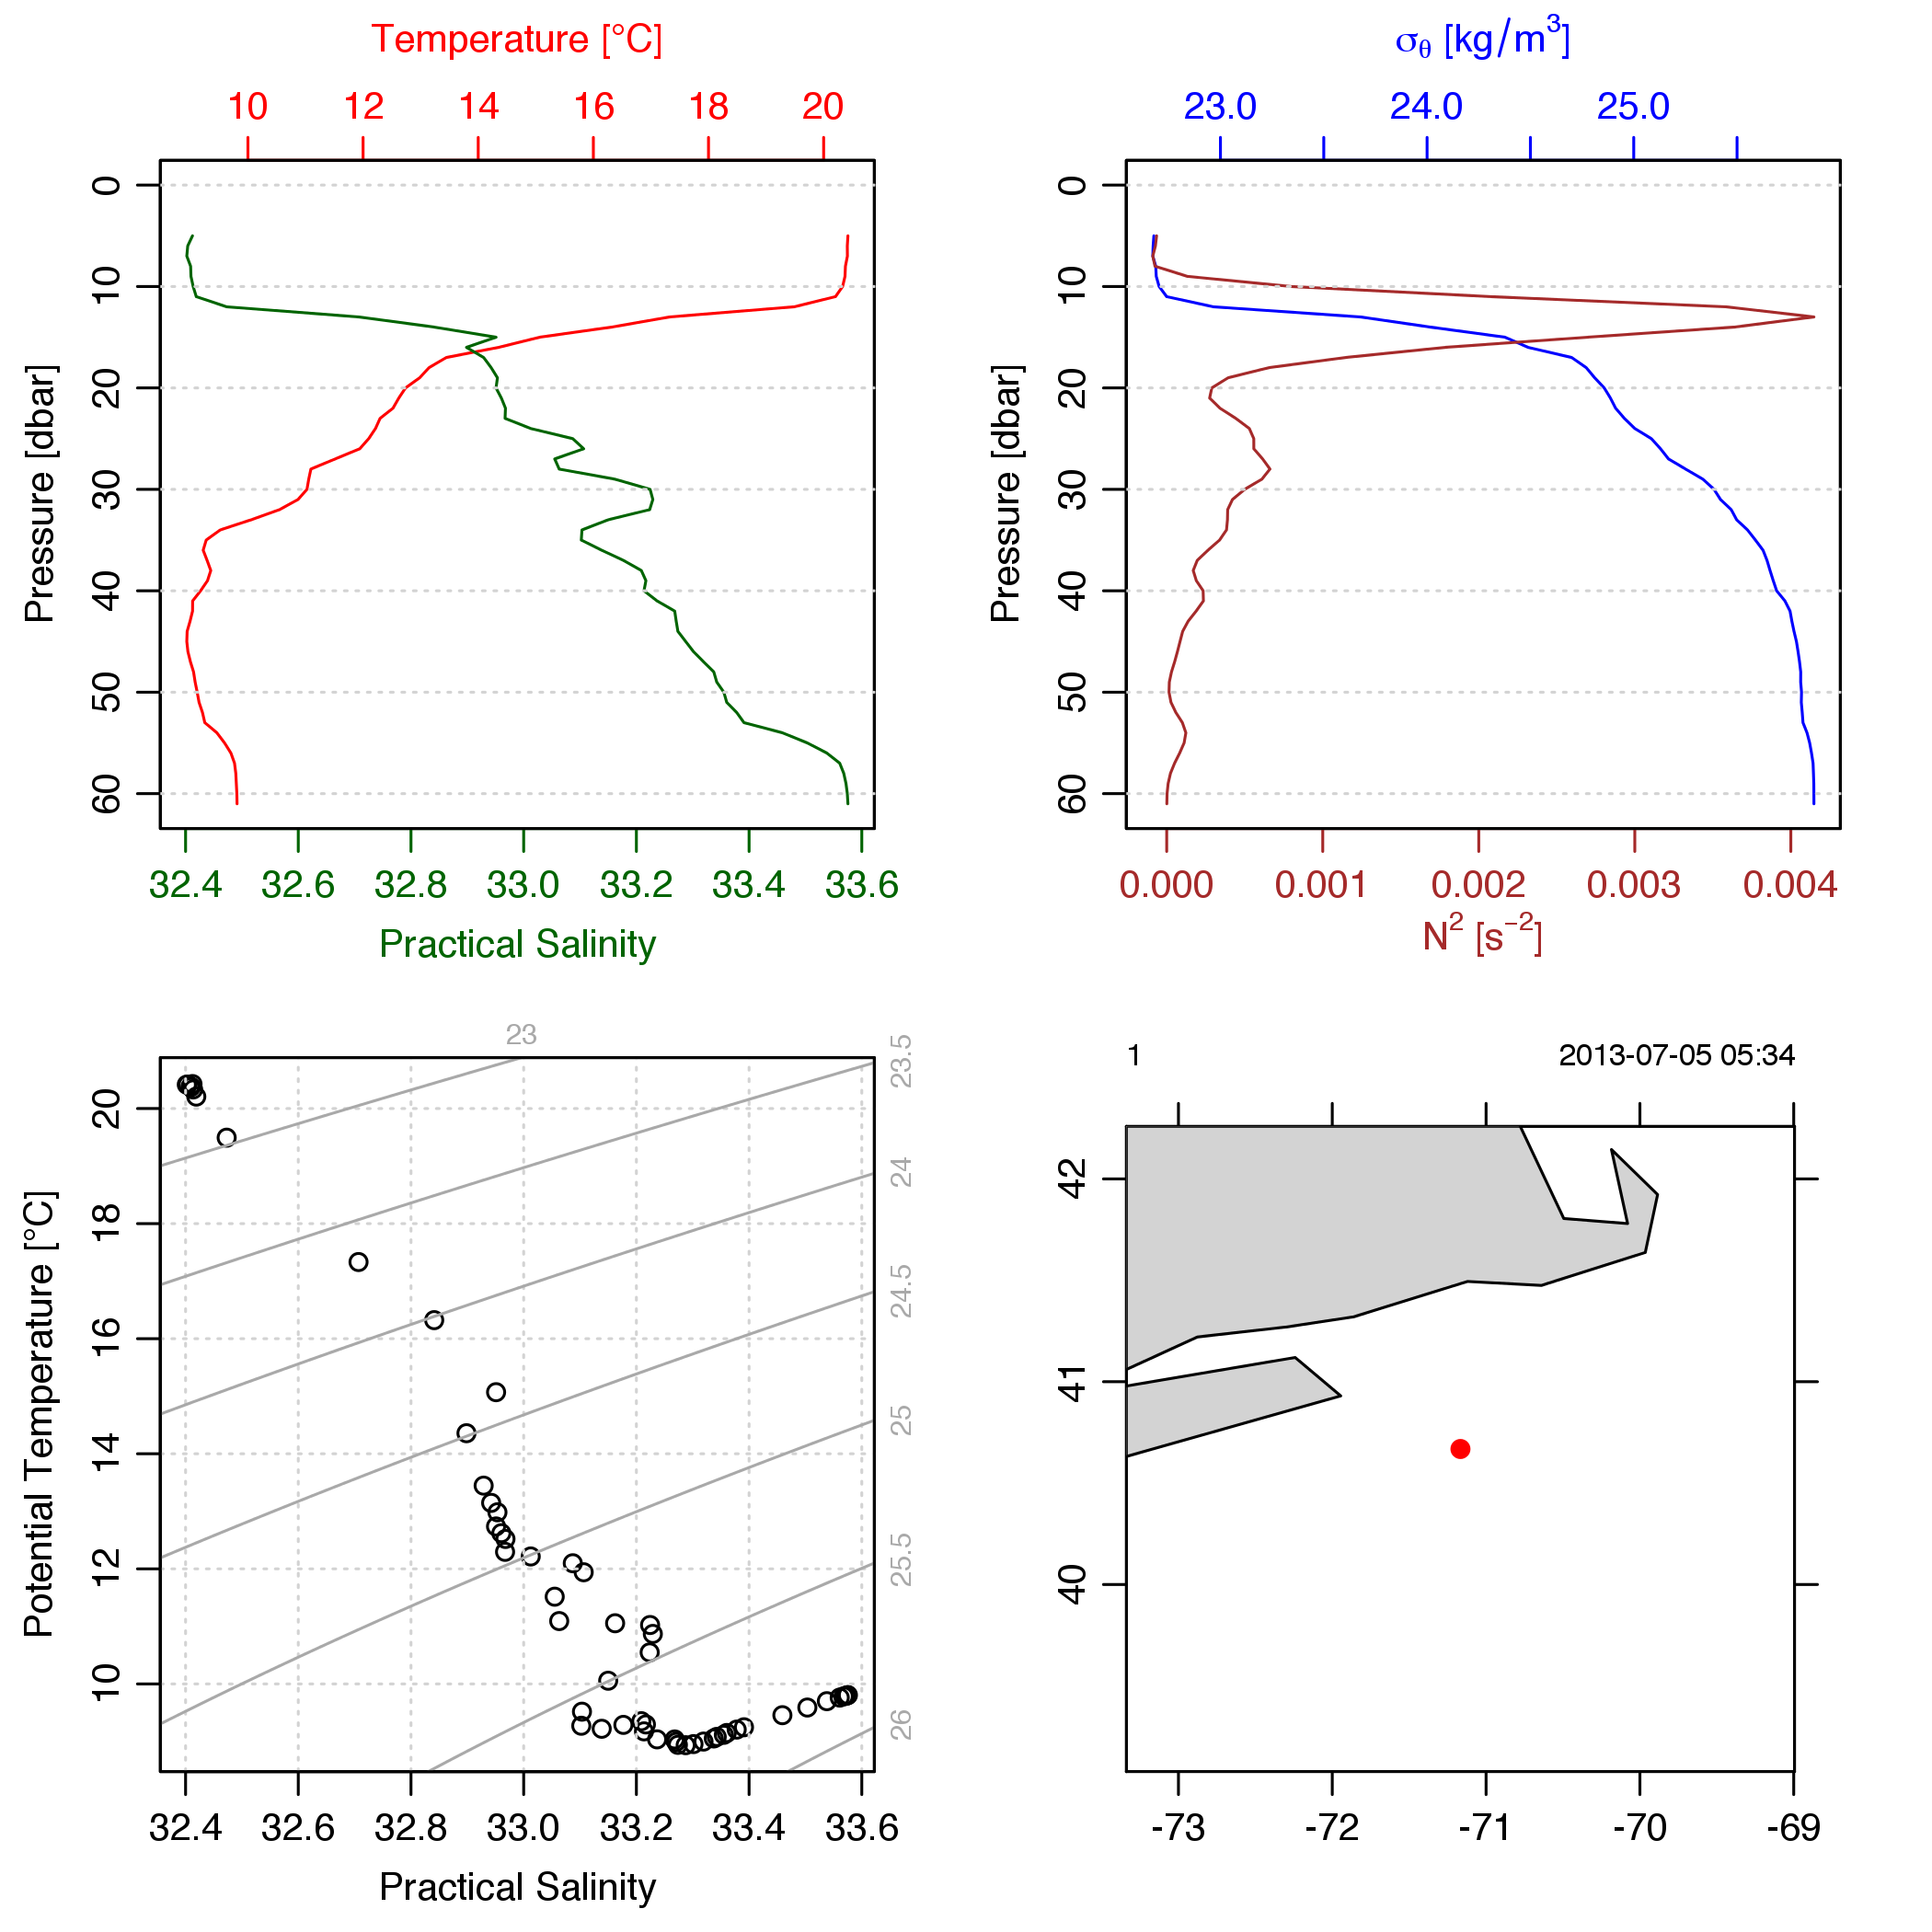 Temperature [°C]
10 12 14 16 18 20
0 10 20 30 40 50 60
Pressure [dbar]
32.4 32.6 32.8 33.0 33.2 33.4 33.6
Practical Salinity
σθ [kg/m³]
23.0 24.0 25.0
0 10 20 30 40 50 60
Pressure [dbar]
0.000 0.001 0.002 0.003 0.004
N² [s⁻²]
23
23.5
24
24.5
25
25.5
26
10 12 14 16 18 20
Potential Temperature [°C]
32.4 32.6 32.8 33.0 33.2 33.4 33.6
Practical Salinity
1 2013-07-05 05:34
42
41
40
-73 -72 -71 -70 -69